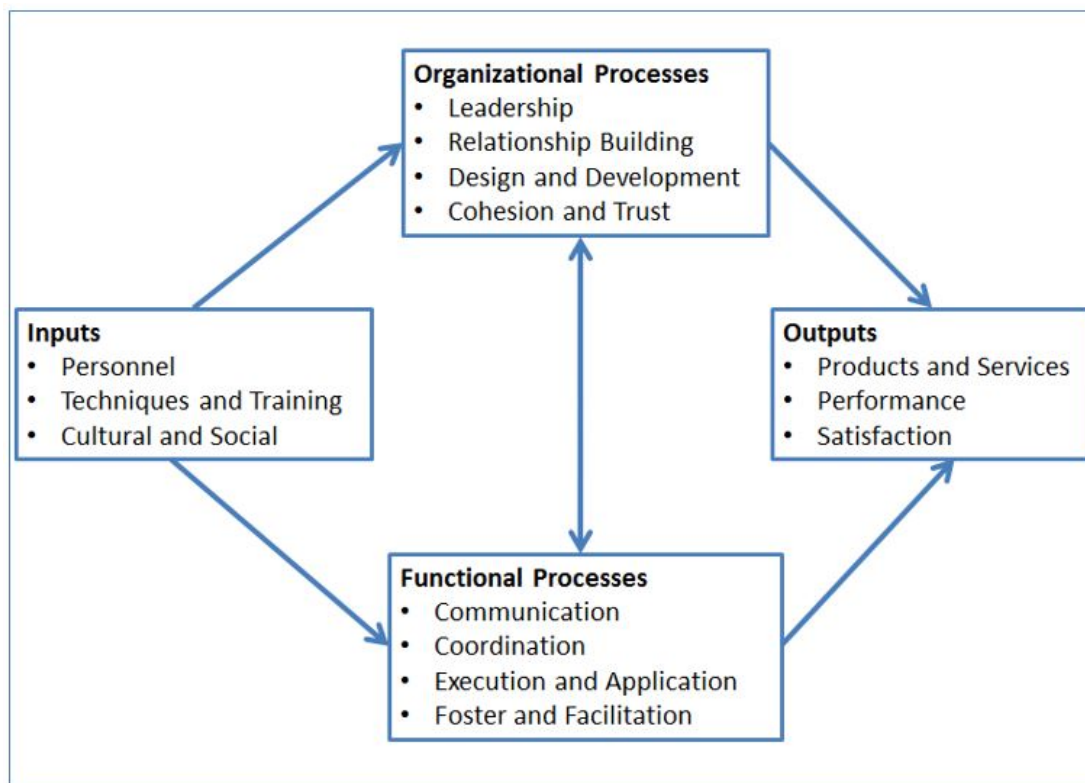 Organizational Processes
• Leadership
• Relationship Building
• Design and Development
• Cohesion and Trust
Inputs
• Personnel
• Techniques and Training
• Cultural and Social
Outputs
• Products and Services
• Performance
• Satisfaction
Functional Processes
• Communication
• Coordination
• Execution and Application
• Foster and Facilitation